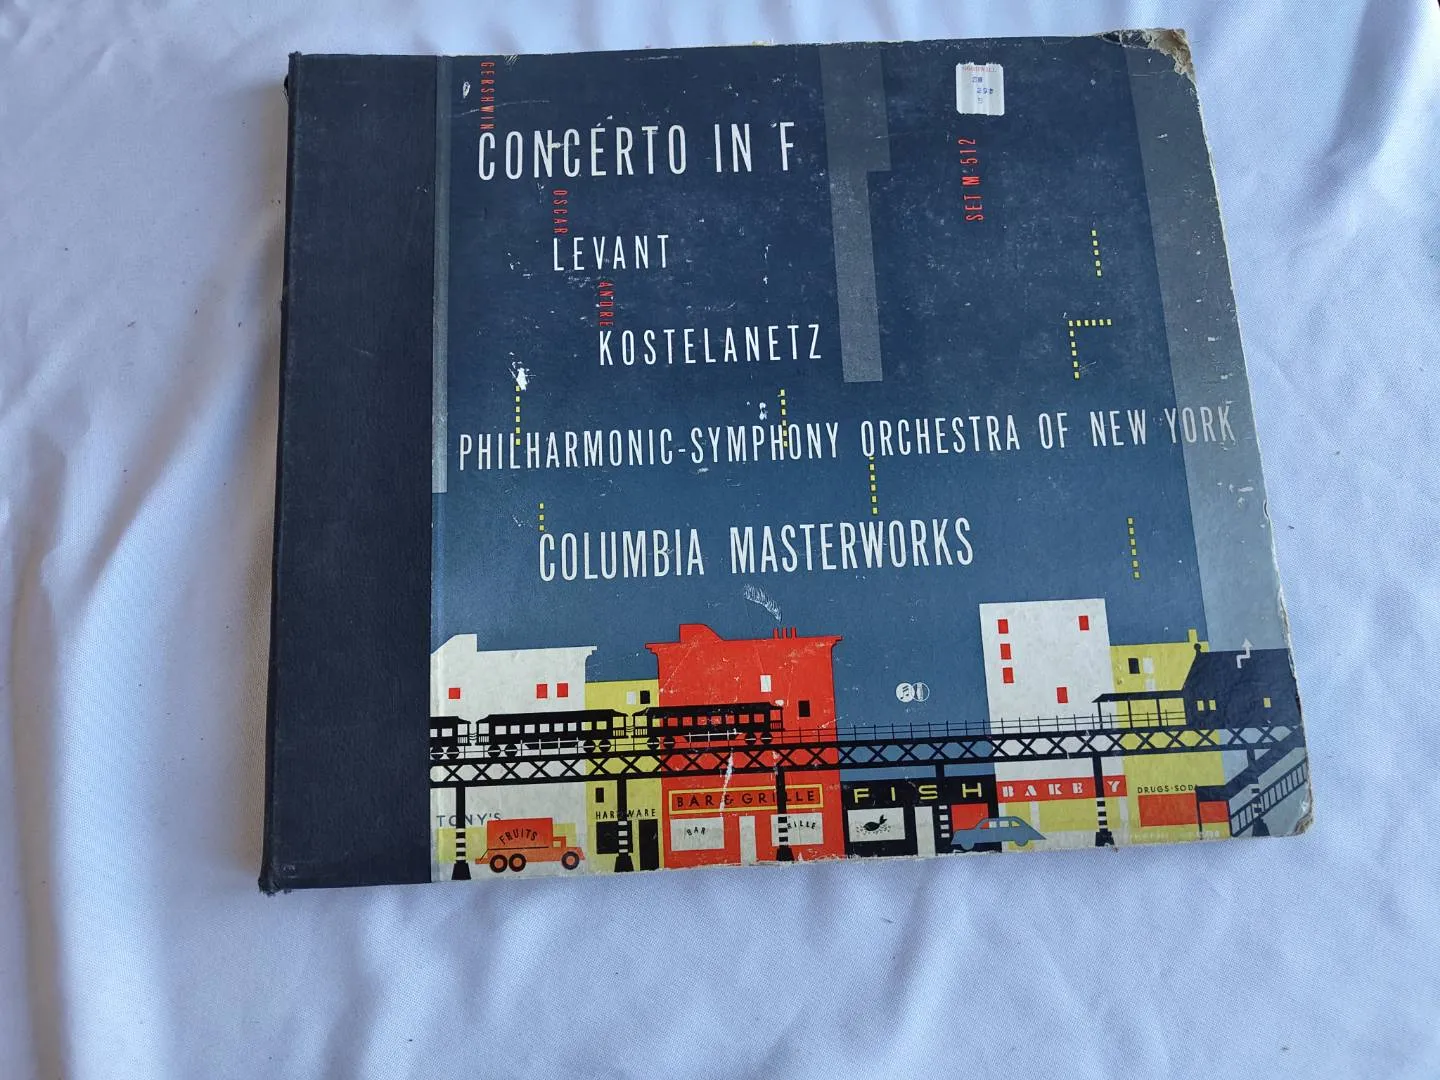 GERSHWIN
CONCERTO IN F
OSCAR
LEVANT
ANDRE
KOSTELANETZ
PHILHARMONIC-SYMPHONY ORCHESTRA OF NEW YORK
COLUMBIA MASTERWORKS
GOODWILL
SET M 512
TONY'S
FRUITS
HARDWARE
BAR & GRILLE
BAR
GRILLE
FISH
BAKERY
DRUGS-SODA